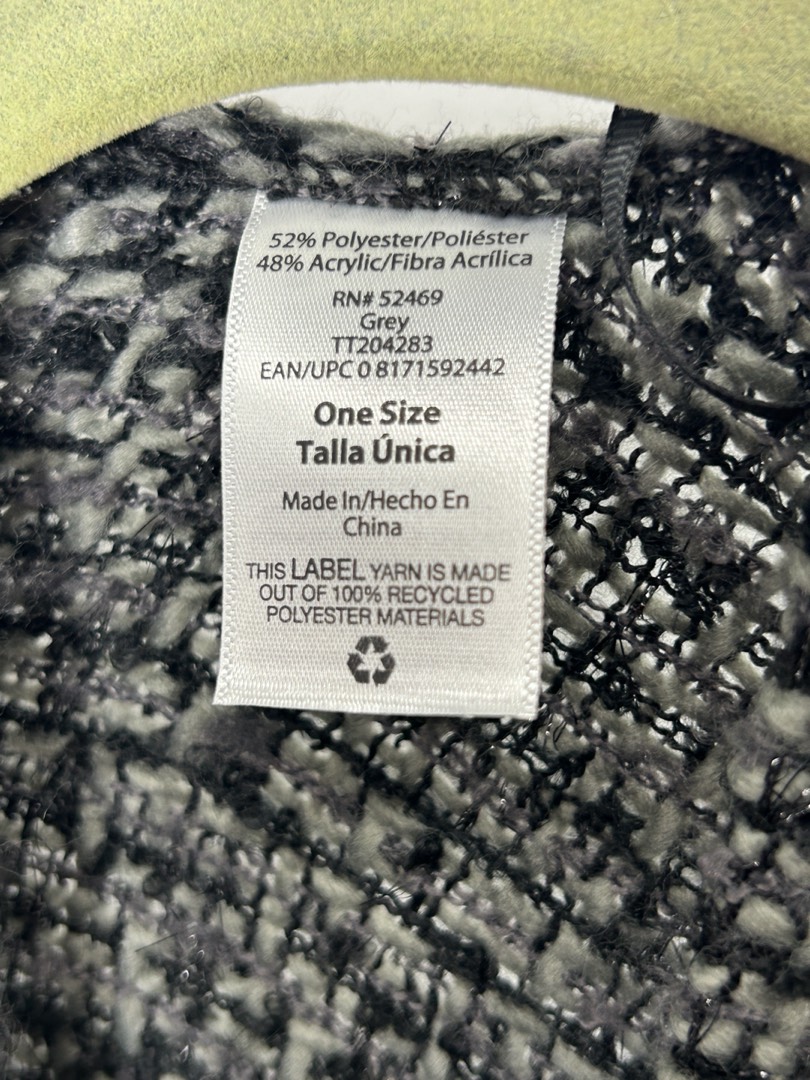 52% Polyester/Poliéster
48% Acrylic/Fibra Acrílica
RN# 52469
Grey
TT204283
EAN/UPC 0 8171592442
One Size
Talla Única
Made In/Hecho En
China
THIS LABEL YARN IS MADE
OUT OF 100% RECYCLED
POLYESTER MATERIALS